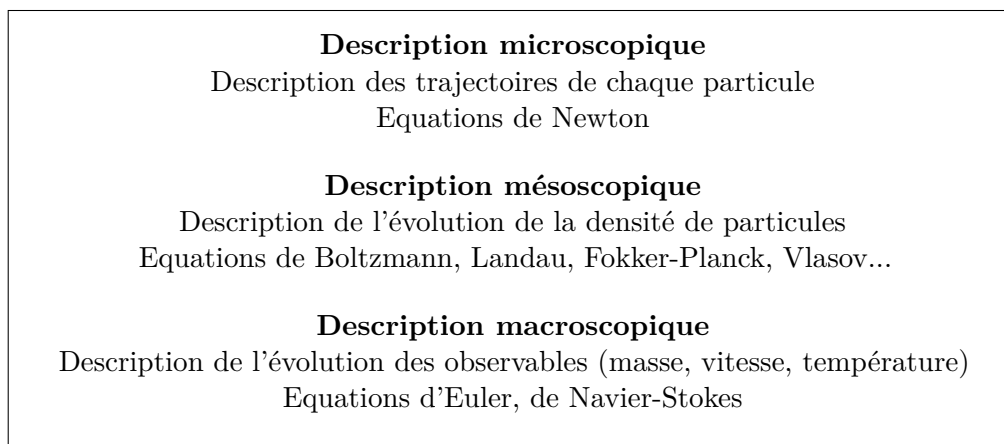 Description microscopique
Description des trajectoires de chaque particule
Equations de Newton
Description mésoscopique
Description de l'évolution de la densité de particules
Equations de Boltzmann, Landau, Fokker-Planck, Vlasov...
Description macroscopique
Description de l'évolution des observables (masse, vitesse, température)
Equations d'Euler, de Navier-Stokes